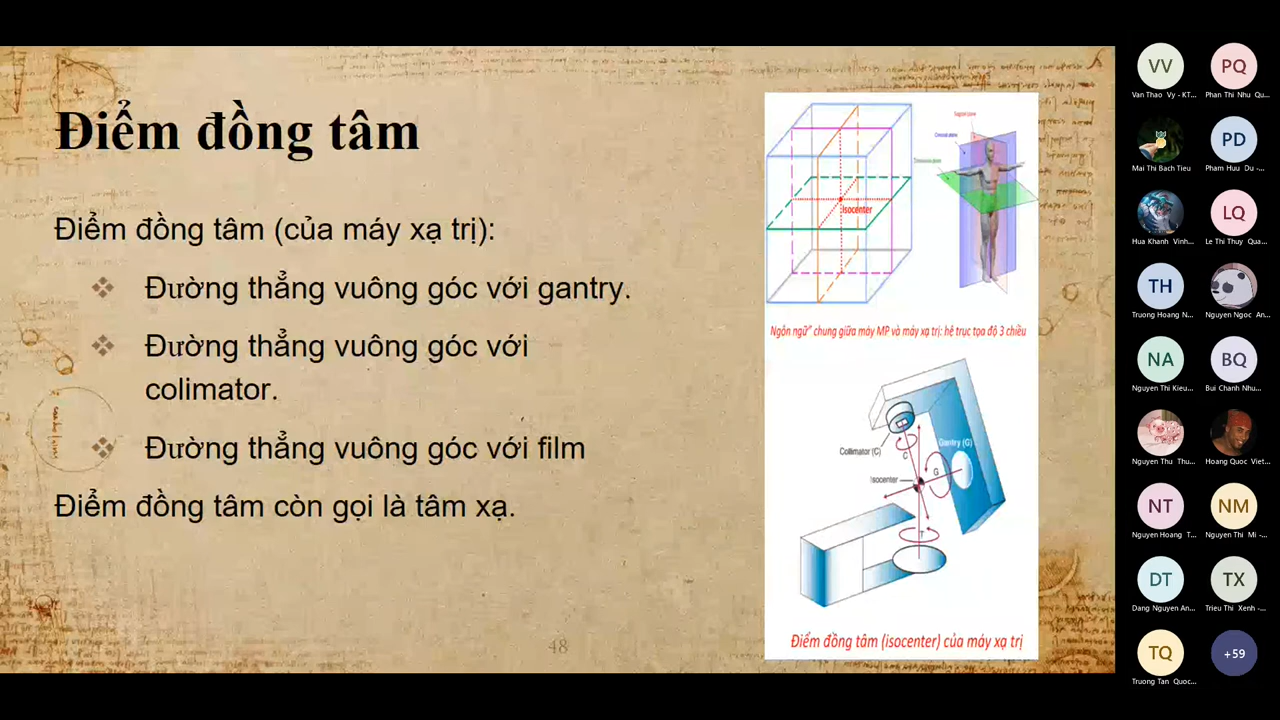 Điểm đồng tâm
Điểm đồng tâm (của máy xạ trị):
Đường thẳng vuông góc với gantry.
Đường thẳng vuông góc với
colimator.
Đường thẳng vuông góc với film
Điểm đồng tâm còn gọi là tâm xạ.
48
Isocenter
Ngôn ngữ" chung giữa máy MP và máy xạ trị: hệ trục tọa độ 3 chiều
Gantry (G)
Collimator (C)
C
G
Isocenter
T
Điểm đồng tâm (isocenter) của máy xạ trị
VV
PQ
Van Thao Vy - KT...
Phan Thi Nhu Qu...
PD
Mai Thi Bach Tieu
Pham Huu Du -...
LQ
Hua Khanh Vinh...
Le Thi Thuy Qua...
TH
Truong Hoang N...
Nguyen Ngoc An...
NA
BQ
Nguyen Thi Kieu...
Bui Chanh Nhu...
Nguyen Thu Thu...
Hoang Quoc Viet...
NT
NM
Nguyen Hoang T...
Nguyen Thi Mi -...
DT
TX
Dang Nguyen An...
Trieu Thi Xenh -...
TQ
+59
Truong Tan Quoc...